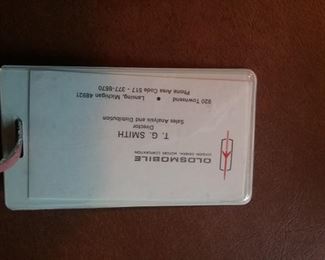 OLDSMOBILE
DIVISION GENERAL MOTORS CORPORATION
T. G. SMITH
Director
Sales Analysis and Distribution
920 Townsend • Lansing, Michigan 48921
Phone Area Code 517 - 377-8670